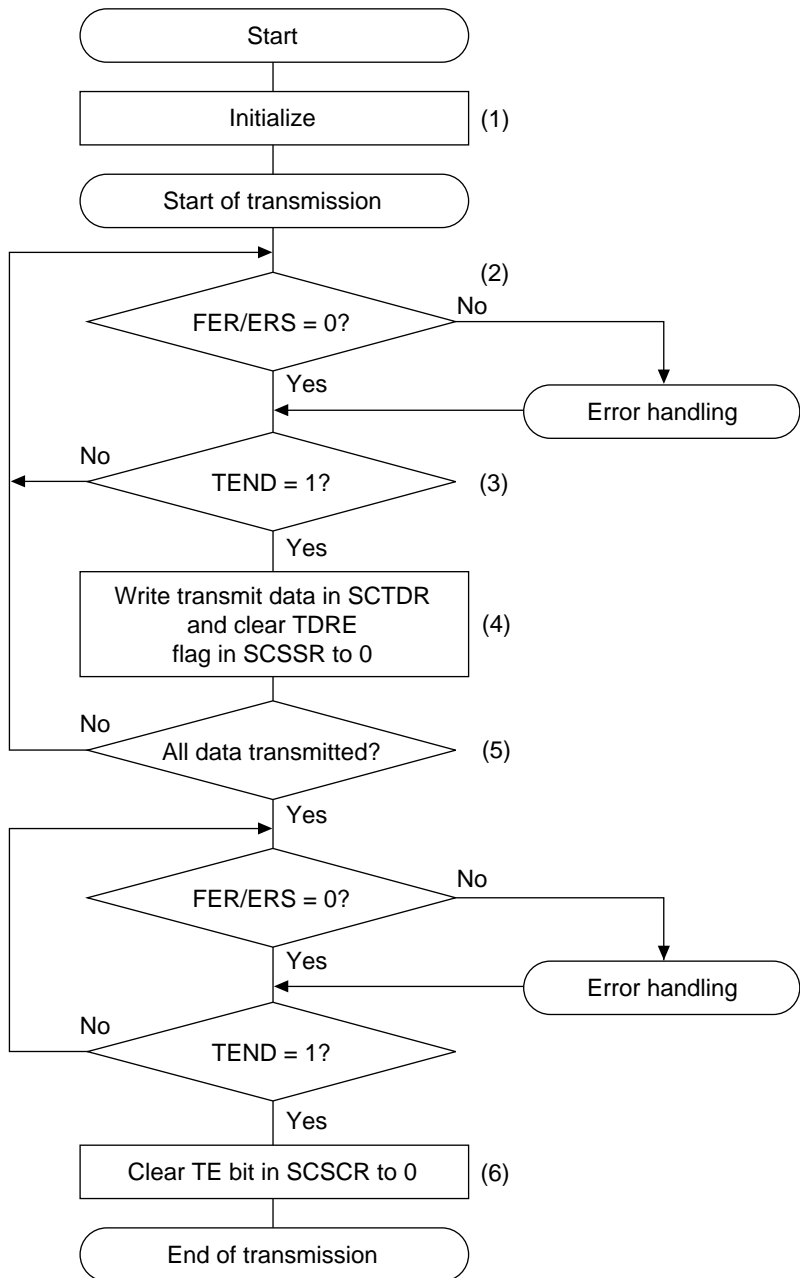 Start
Initialize
(1)
Start of transmission
(2)
FER/ERS = 0?
No
Yes
Error handling
No
TEND = 1?
(3)
Yes
Write transmit data in SCTDR
and clear TDRE
flag in SCSSR to 0
(4)
No
All data transmitted?
(5)
Yes
FER/ERS = 0?
No
Yes
Error handling
No
TEND = 1?
Yes
Clear TE bit in SCSCR to 0
(6)
End of transmission